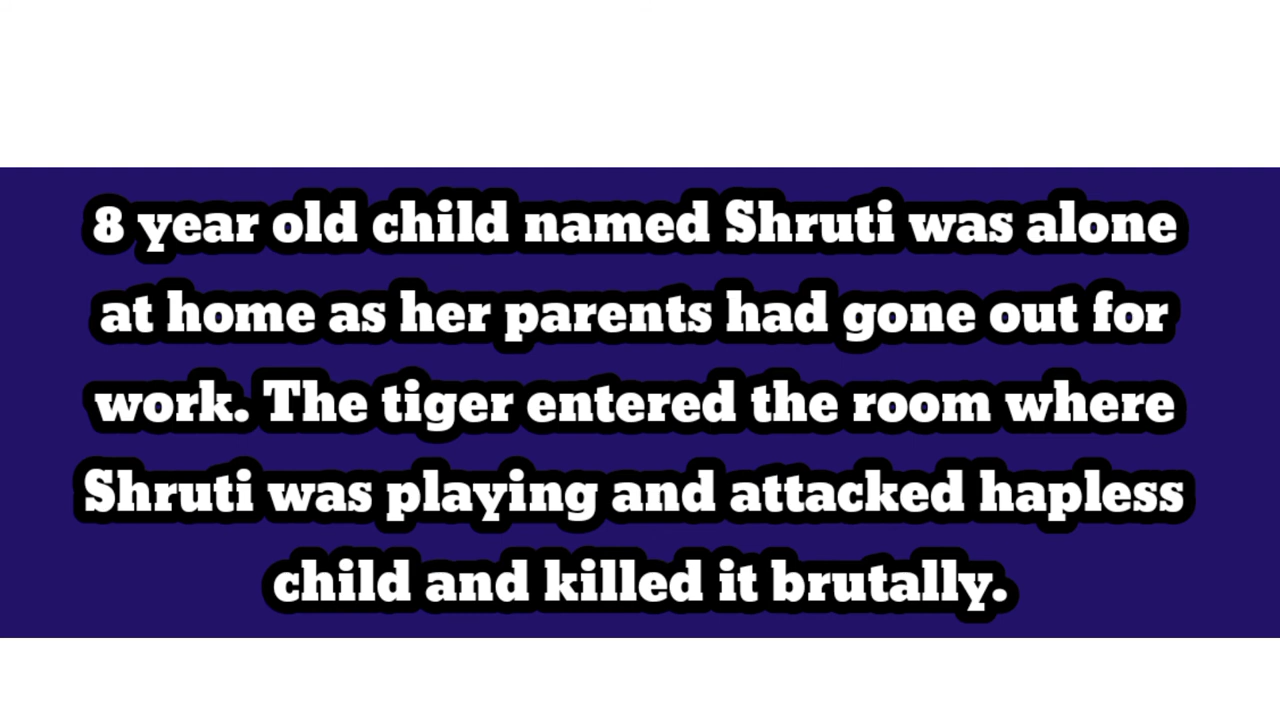 8 year old child named Shruti was alone
at home as her parents had gone out for
work. The tiger entered the room where
Shruti was playing and attacked hapless
child and killed it brutally.